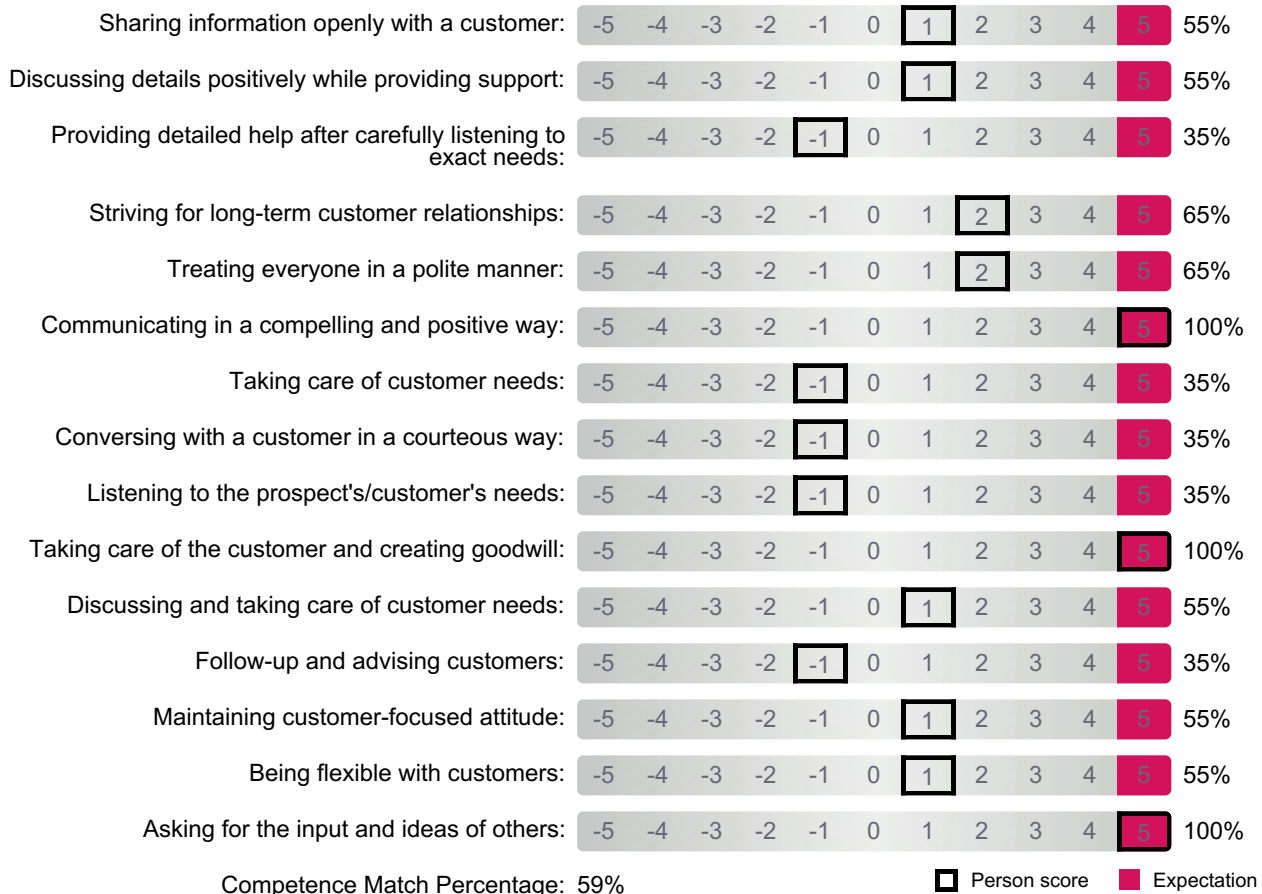 Sharing information openly with a customer: -5 -4 -3 -2 -1 0 1 2 3 4 5 55%
Discussing details positively while providing support: -5 -4 -3 -2 -1 0 1 2 3 4 5 55%
Providing detailed help after carefully listening to
exact needs: -5 -4 -3 -2 -1 0 1 2 3 4 5 35%
Striving for long-term customer relationships: -5 -4 -3 -2 -1 0 1 2 3 4 5 65%
Treating everyone in a polite manner: -5 -4 -3 -2 -1 0 1 2 3 4 5 65%
Communicating in a compelling and positive way: -5 -4 -3 -2 -1 0 1 2 3 4 5 100%
Taking care of customer needs: -5 -4 -3 -2 -1 0 1 2 3 4 5 35%
Conversing with a customer in a courteous way: -5 -4 -3 -2 -1 0 1 2 3 4 5 35%
Listening to the prospect's/customer's needs: -5 -4 -3 -2 -1 0 1 2 3 4 5 35%
Taking care of the customer and creating goodwill: -5 -4 -3 -2 -1 0 1 2 3 4 5 100%
Discussing and taking care of customer needs: -5 -4 -3 -2 -1 0 1 2 3 4 5 55%
Follow-up and advising customers: -5 -4 -3 -2 -1 0 1 2 3 4 5 35%
Maintaining customer-focused attitude: -5 -4 -3 -2 -1 0 1 2 3 4 5 55%
Being flexible with customers: -5 -4 -3 -2 -1 0 1 2 3 4 5 55%
Asking for the input and ideas of others: -5 -4 -3 -2 -1 0 1 2 3 4 5 100%
Competence Match Percentage: 59% Person score Expectation